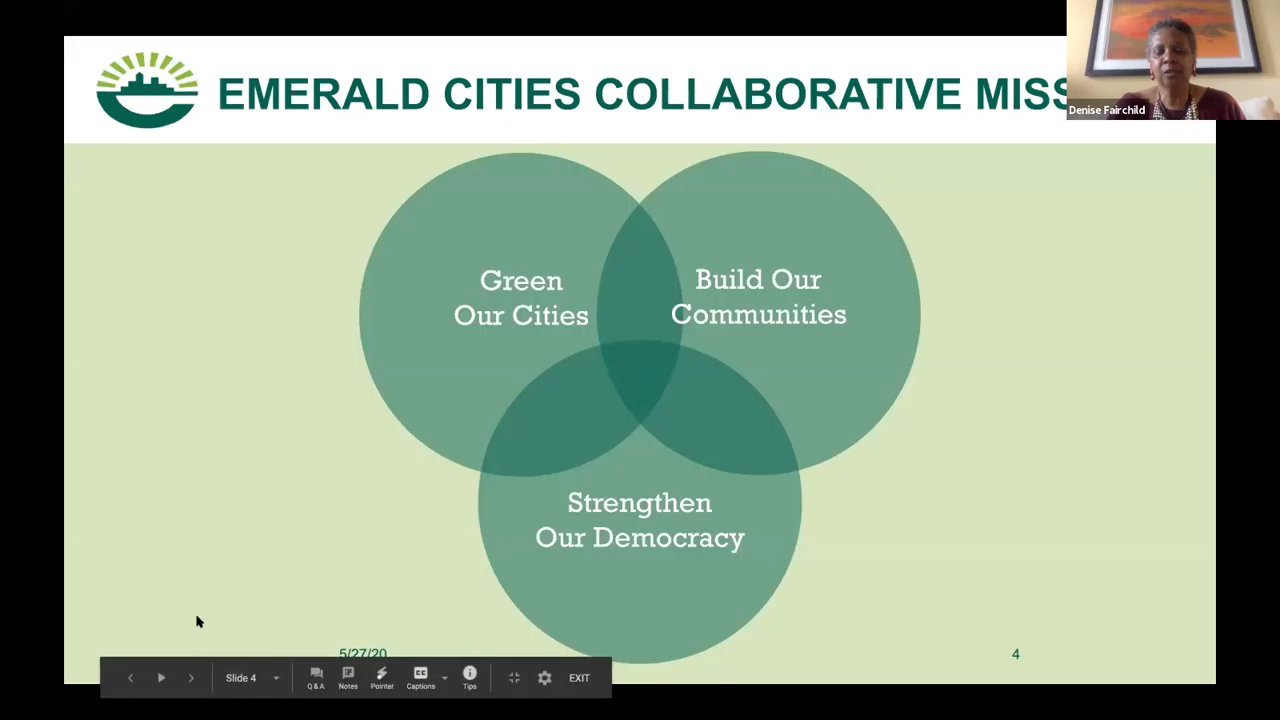 EMERALD CITIES COLLABORATIVE MISS
Denise Fairchild
Green
Our Cities
Build Our
Communities
Strengthen
Our Democracy
5/27/20
4
Slide 4
Q & A
Notes
Pointer
Captions
Tips
EXIT